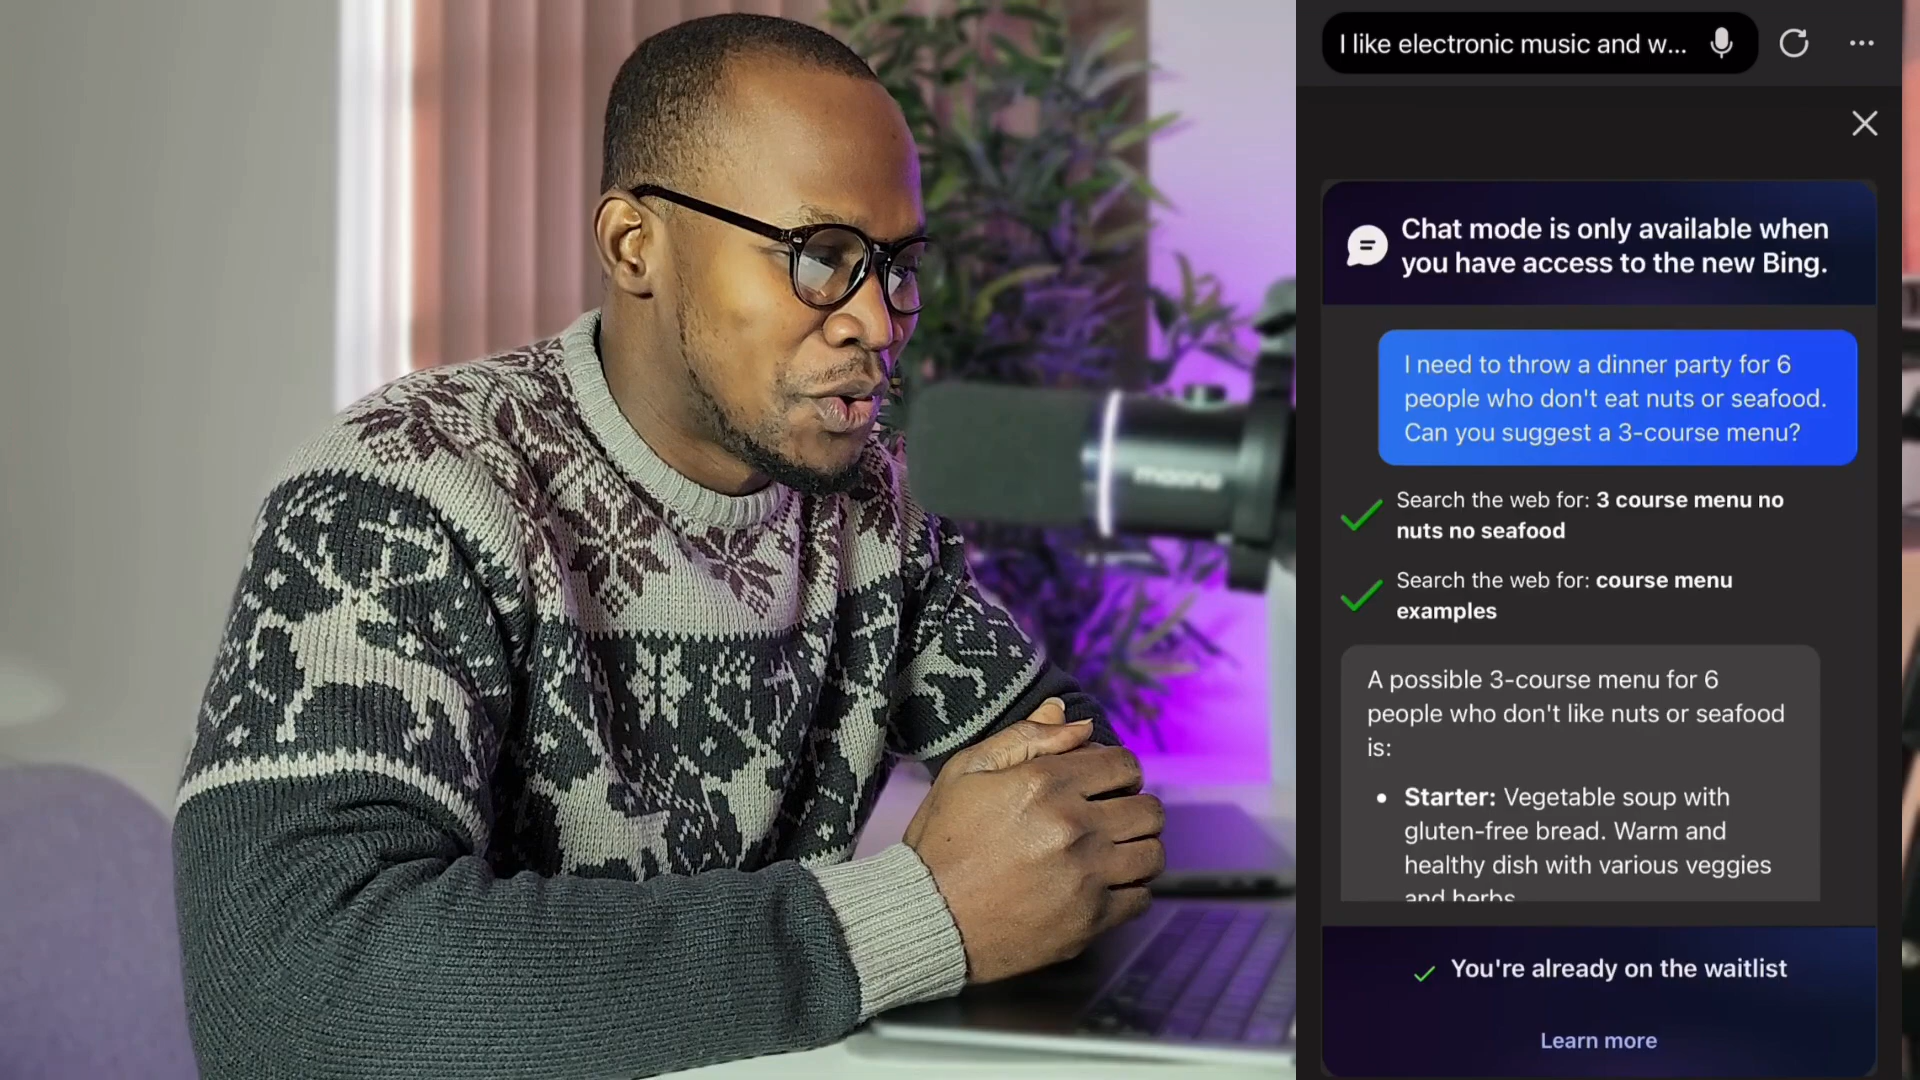 I like electronic music and w...
Chat mode is only available when
you have access to the new Bing.
I need to throw a dinner party for 6
people who don't eat nuts or seafood.
Can you suggest a 3-course menu?
Search the web for: 3 course menu no
nuts no seafood
Search the web for: course menu
examples
A possible 3-course menu for 6
people who don't like nuts or seafood
is:
• Starter: Vegetable soup with
gluten-free bread. Warm and
healthy dish with various veggies
and herbs
You're already on the waitlist
Learn more
maono